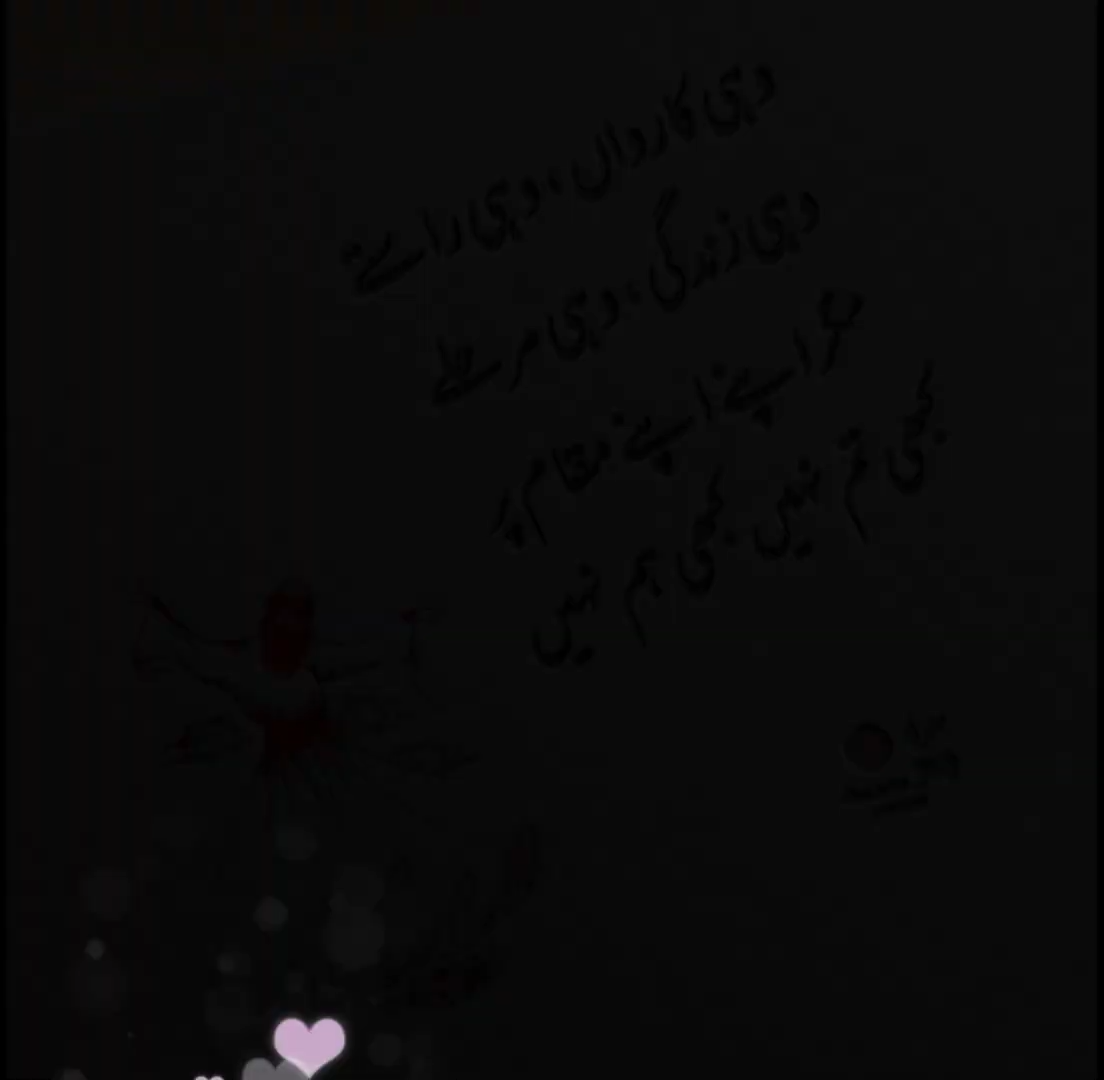 وہی کارواں، وہی راستے
وہی زندگی، وہی مرحلے
مگر اپنے اپنے مقام پر
کبھی تم نہیں کبھی ہم نہیں